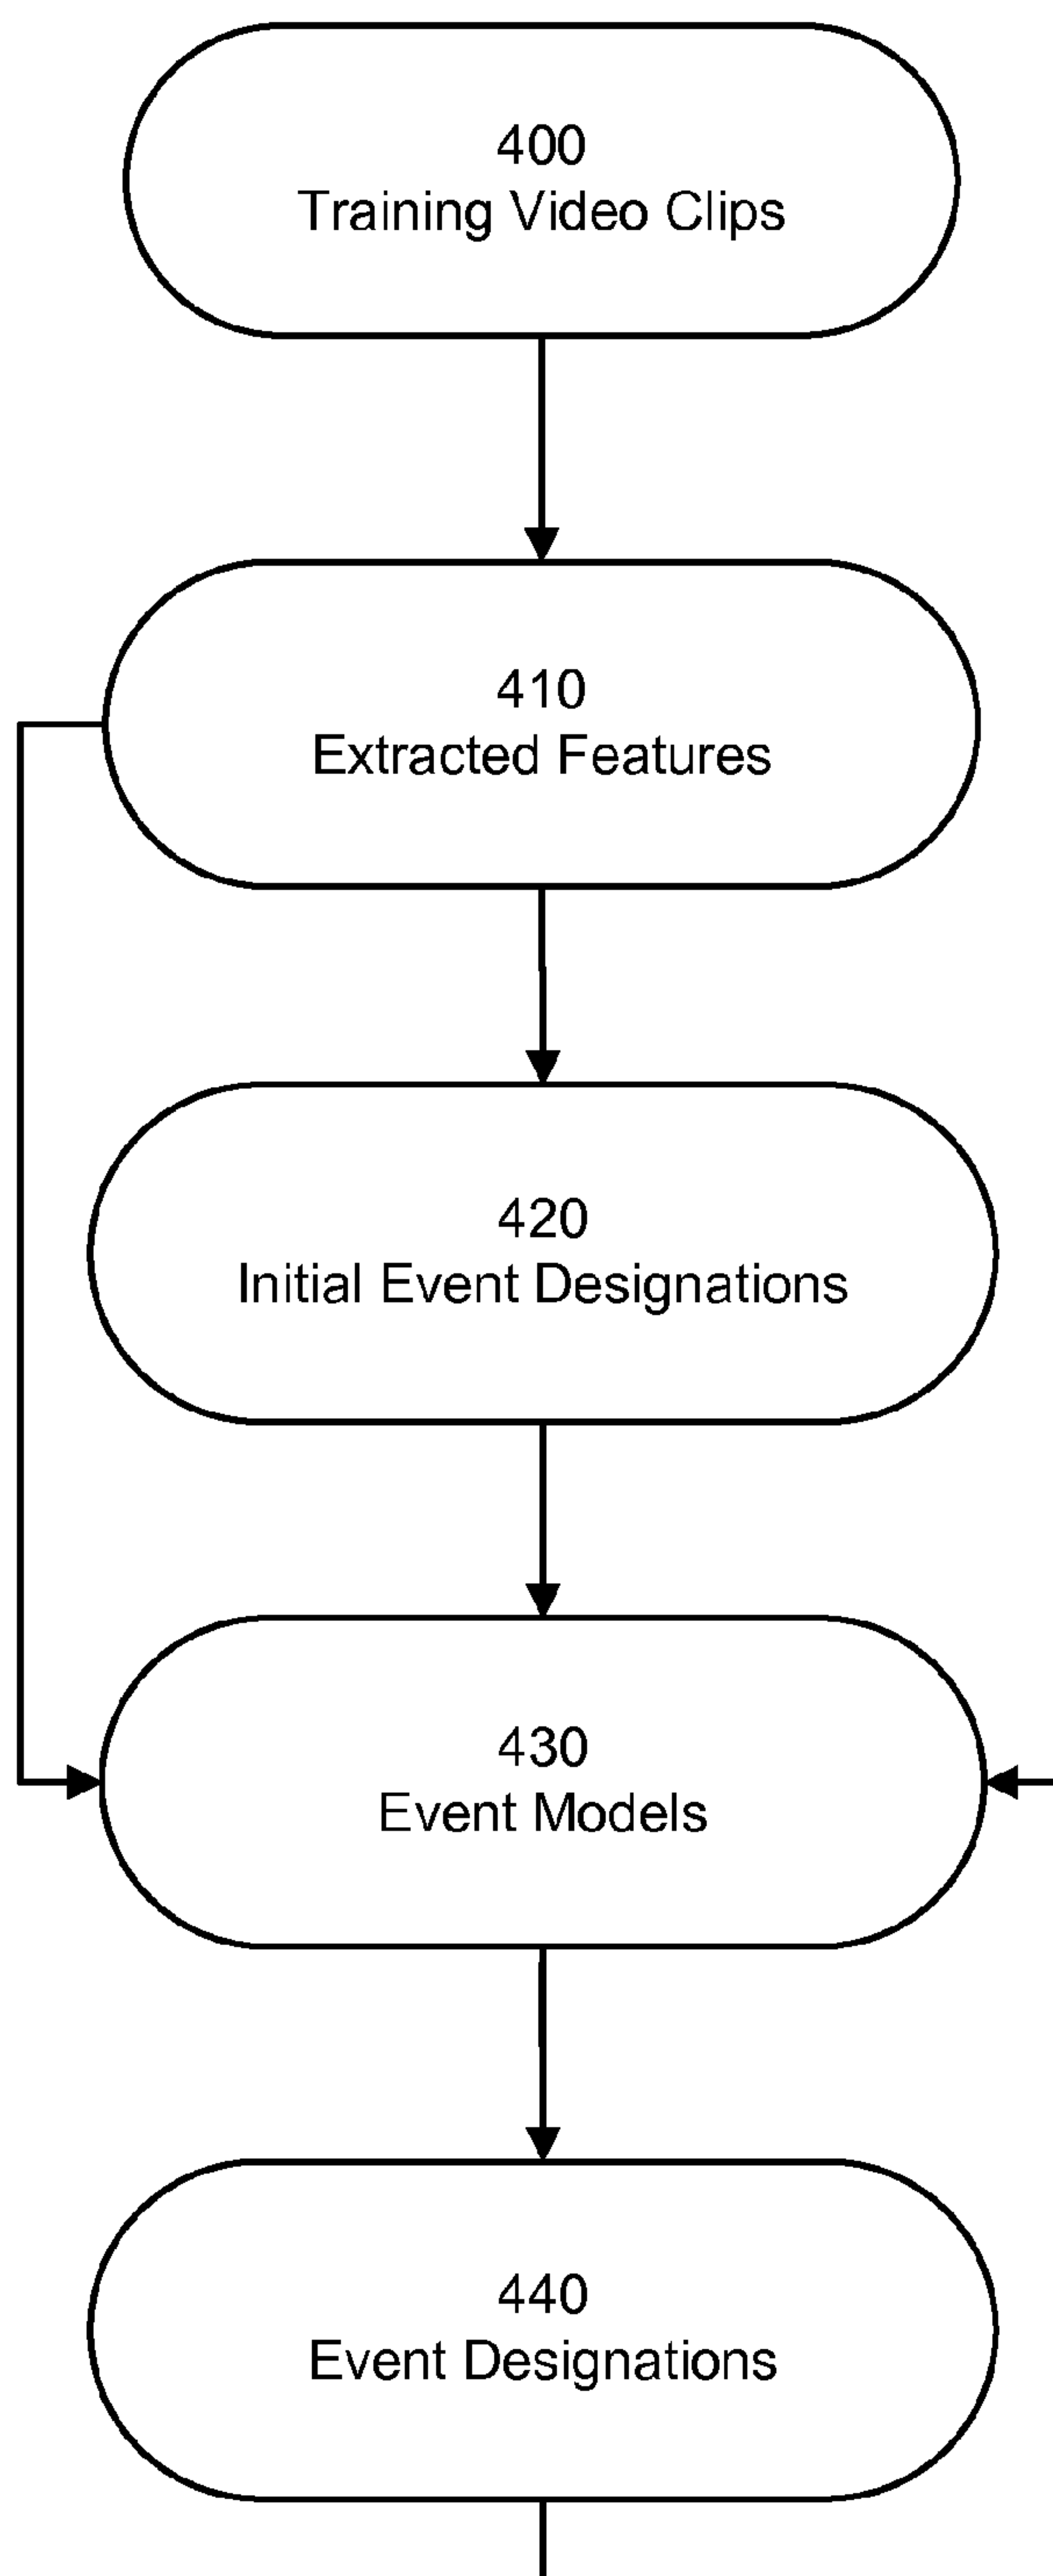 400
Training Video Clips
410
Extracted Features
420
Initial Event Designations
430
Event Models
440
Event Designations